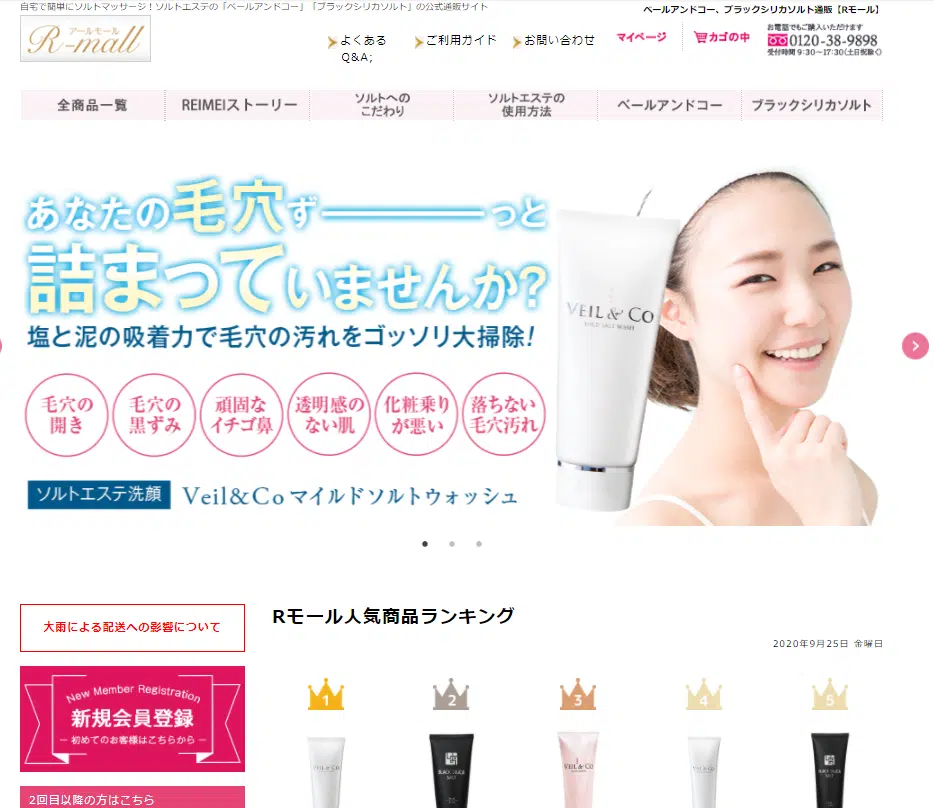 自宅で簡単にソルトマッサージ！ソルトエステの「ベールアンドコー」「ブラックシリカソルト」の公式通販サイト
ベールアンドコー、ブラックシリカソルト通販【Rモール】
アールモール
R-mall
よくある
Q&A;
ご利用ガイド
お問い合わせ
マイページ
カゴの中
お電話でもご購入いただけます
0120-38-9898
受付時間 9:30～17:30(土日祝除く)
全商品一覧
REIMEIストーリー
ソルトへの
こだわり
ソルトエステの
使用方法
ベールアンドコー
ブラックシリカソルト
あなたの毛穴ず――――っと
詰まっていませんか?
塩と泥の吸着力で毛穴の汚れをゴッソリ大掃除!
毛穴の
開き
毛穴の
黒ずみ
頑固な
イチゴ鼻
透明感の
ない肌
化粧乗り
が悪い
落ちない
毛穴汚れ
ソルトエステ洗顔
Veil&Co マイルドソルトウォッシュ
VEIL & CO
MILD SALT WASH
大雨による配送への影響について
New Member Registration
新規会員登録
― 初めてのお客様はこちらから ―
2回目以降の方はこちら
Rモール人気商品ランキング
2020年9月25日 金曜日
1
2
3
4
5
VEIL & CO
BLACK SILICA
SALT
VEIL & CO
VEIL & CO
BLACK SILICA
SALT